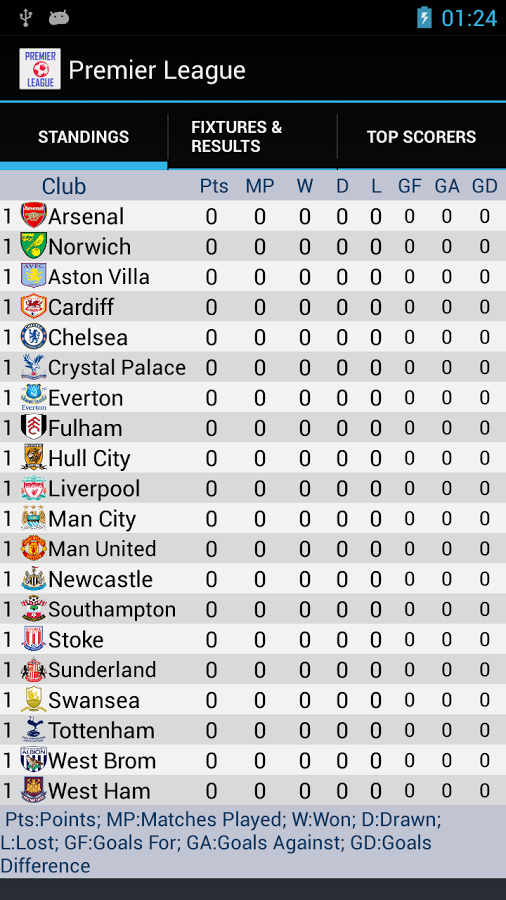 01:24
PREMIER
LEAGUE
Premier League
STANDINGS
FIXTURES &
RESULTS
TOP SCORERS
Club Pts MP W D L GF GA GD
1 Arsenal 0 0 0 0 0 0 0 0
1 Norwich 0 0 0 0 0 0 0 0
1 Aston Villa 0 0 0 0 0 0 0 0
1 Cardiff 0 0 0 0 0 0 0 0
1 Chelsea 0 0 0 0 0 0 0 0
1 Crystal Palace 0 0 0 0 0 0 0 0
1 Everton 0 0 0 0 0 0 0 0
1 Fulham 0 0 0 0 0 0 0 0
1 Hull City 0 0 0 0 0 0 0 0
1 Liverpool 0 0 0 0 0 0 0 0
1 Man City 0 0 0 0 0 0 0 0
1 Man United 0 0 0 0 0 0 0 0
1 Newcastle 0 0 0 0 0 0 0 0
1 Southampton 0 0 0 0 0 0 0 0
1 Stoke 0 0 0 0 0 0 0 0
1 Sunderland 0 0 0 0 0 0 0 0
1 Swansea 0 0 0 0 0 0 0 0
1 Tottenham 0 0 0 0 0 0 0 0
1 West Brom 0 0 0 0 0 0 0 0
1 West Ham 0 0 0 0 0 0 0 0
Pts:Points; MP:Matches Played; W:Won; D:Drawn;
L:Lost; GF:Goals For; GA:Goals Against; GD:Goals
Difference